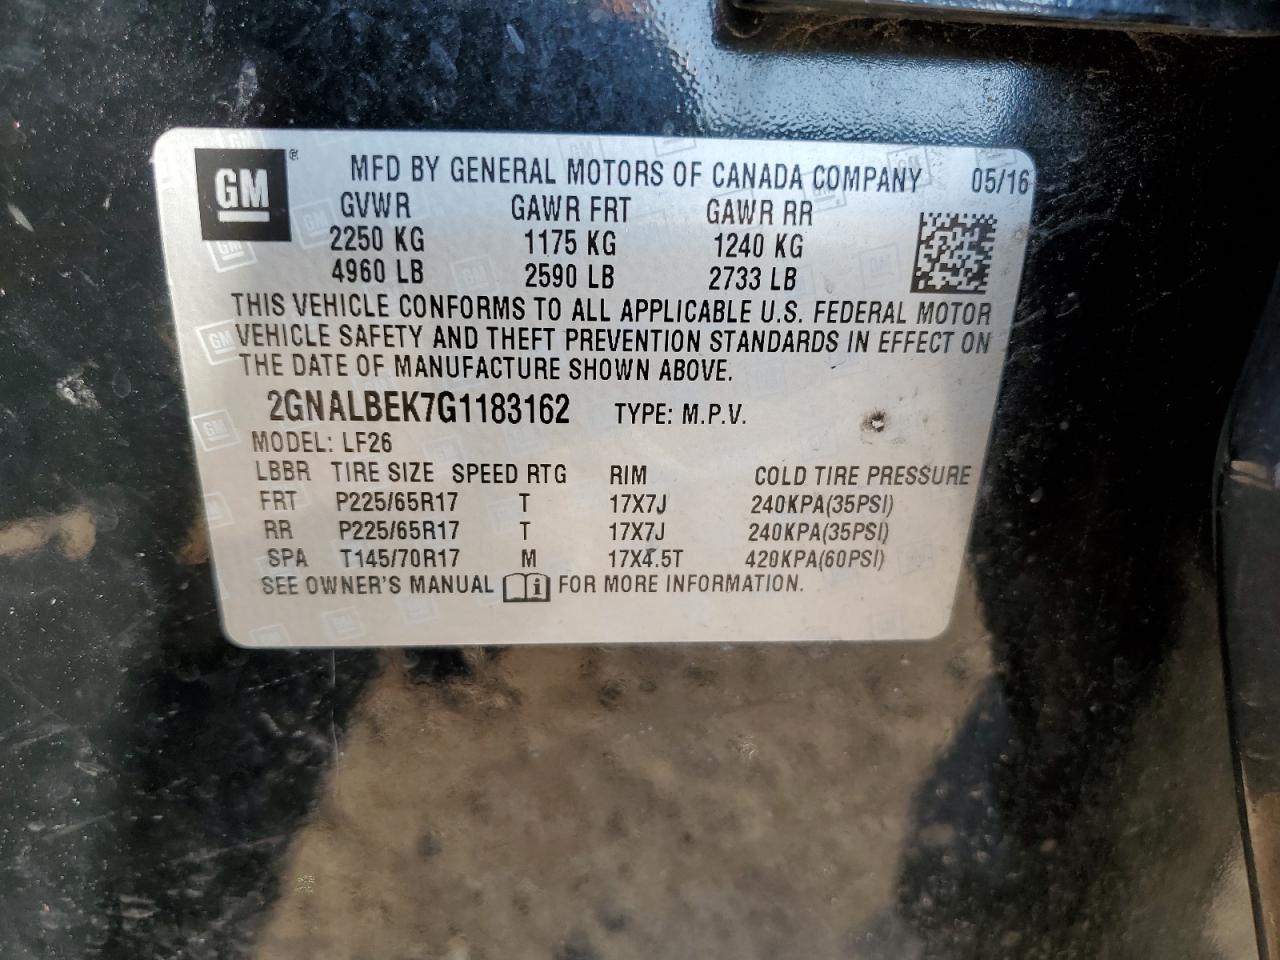 GM ® MFD BY GENERAL MOTORS OF CANADA COMPANY 05/16
GVWR GAWR FRT GAWR RR
2250 KG 1175 KG 1240 KG
4960 LB 2590 LB 2733 LB
THIS VEHICLE CONFORMS TO ALL APPLICABLE U.S. FEDERAL MOTOR
VEHICLE SAFETY AND THEFT PREVENTION STANDARDS IN EFFECT ON
THE DATE OF MANUFACTURE SHOWN ABOVE.
2GNALBEK7G1183162 TYPE: M.P.V.
MODEL: LF26
LBBR TIRE SIZE SPEED RTG RIM COLD TIRE PRESSURE
FRT P225/65R17 T 17X7J 240KPA(35PSI)
RR P225/65R17 T 17X7J 240KPA(35PSI)
SPA T145/70R17 M 17X4.5T 420KPA(60PSI)
SEE OWNER'S MANUAL i FOR MORE INFORMATION.